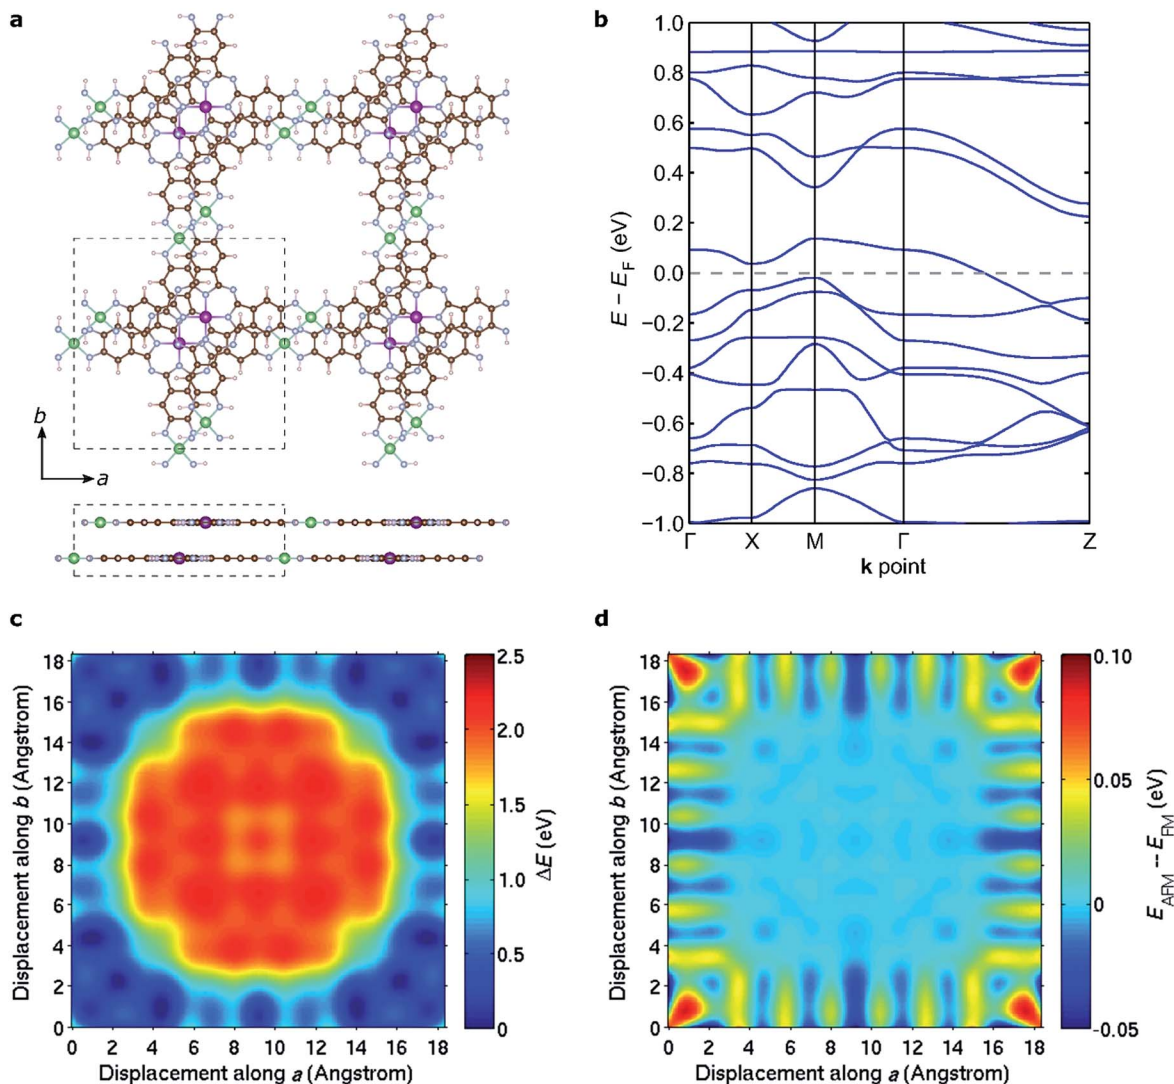 a
b
a
b
1.0
0.8
0.6
0.4
0.2
0.0
−0.2
−0.4
−0.6
−0.8
−1.0
E − E_F (eV)
Γ X M Γ Z
k point
c
18
16
14
12
10
8
6
4
2
0
Displacement along b (Angstrom)
0 2 4 6 8 10 12 14 16 18
Displacement along a (Angstrom)
2.5
2.0
1.5
1.0
0.5
0
ΔE (eV)
d
18
16
14
12
10
8
6
4
2
0
Displacement along b (Angstrom)
0 2 4 6 8 10 12 14 16 18
Displacement along a (Angstrom)
0.10
0.05
0
-0.05
E_AFM -- E_FM (eV)